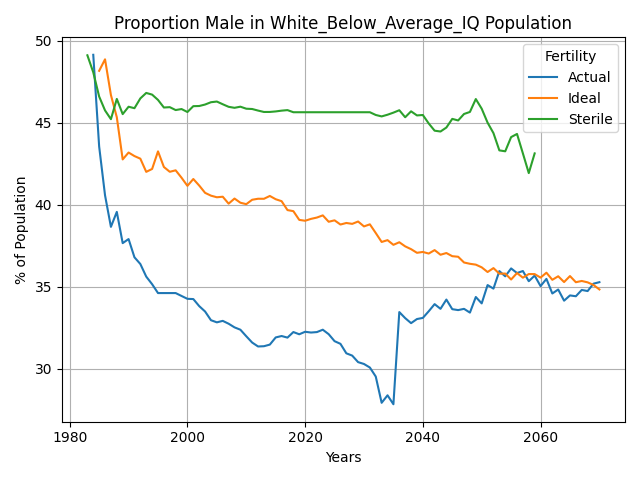 Proportion Male in White_Below_Average_IQ Population
% of Population
50
45
40
35
30
1980
2000
2020
2040
2060
Years
Fertility
Actual
Ideal
Sterile